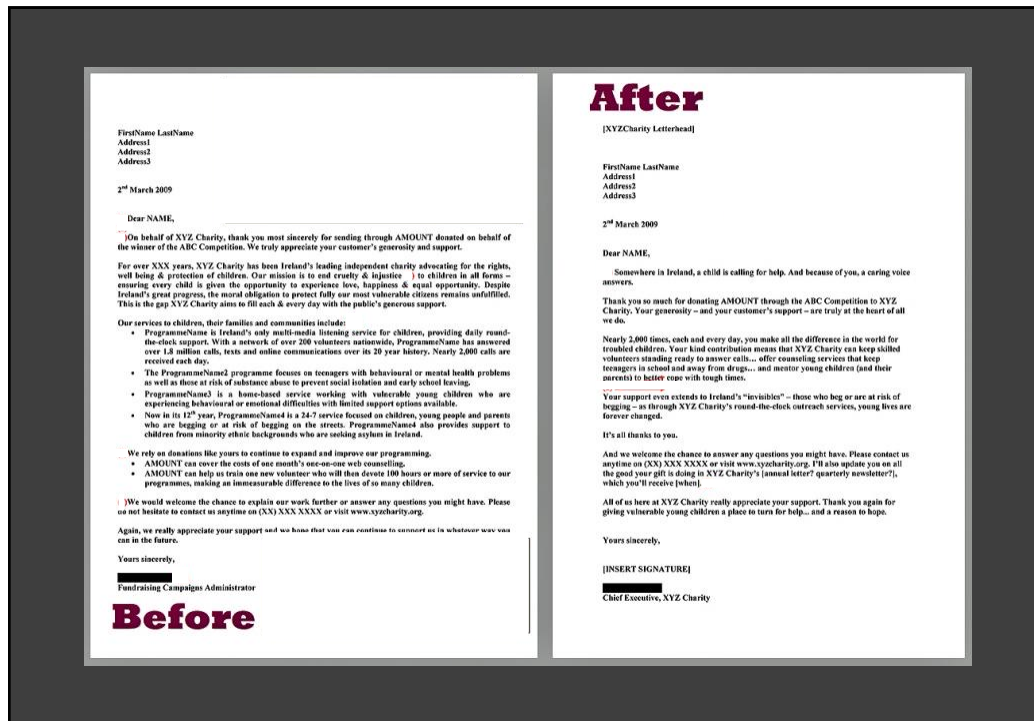 FirstName LastName
Address1
Address2
Address3
2nd March 2009
Dear NAME,
)On behalf of XYZ Charity, thank you most sincerely for sending through AMOUNT donated on behalf of
the winner of the ABC Competition. We truly appreciate your customer's generosity and support.
For over XXX years, XYZ Charity has been Ireland's leading independent charity advocating for the rights,
well being & protection of children. Our mission is to end cruelty & injustice ) to children in all forms –
ensuring every child is given the opportunity to experience love, happiness & equal opportunity. Despite
Ireland's great progress, the moral obligation to protect fully our most vulnerable citizens remains unfulfilled.
This is the gap XYZ Charity aims to fill each & every day with the public's generous support.
Our services to children, their families and communities include:
• ProgrammeName is Ireland's only multi-media listening service for children, providing daily round-
the-clock support. With a network of over 200 volunteers nationwide, ProgrammeName has answered
over 1.8 million calls, texts and online communications over its 20 year history. Nearly 2,000 calls are
received each day.
• The ProgrammeName2 programme focuses on teenagers with behavioural or mental health problems
as well as those at risk of substance abuse to prevent social isolation and early school leaving.
• ProgrammeName3 is a home-based service working with vulnerable young children who are
experiencing behavioural or emotional difficulties with limited support options available.
• Now in its 12th year, ProgrammeName4 is a 24-7 service focused on children, young people and parents
who are begging or at risk of begging on the streets. ProgrammeName4 also provides support to
children from minority ethnic backgrounds who are seeking asylum in Ireland.
We rely on donations like yours to continue to expand and improve our programming.
• AMOUNT can cover the costs of one month's one-on-one web counselling.
• AMOUNT can help us train one new volunteer who will then devote 100 hours or more of service to our
programmes, making an immeasurable difference to the lives of so many children.
)We would welcome the chance to explain our work further or answer any questions you might have. Please
do not hesitate to contact us anytime on (XX) XXX XXXX or visit www.xyzcharity.org.
Again, we really appreciate your support and we hope that you can continue to support us in whatever way you
can in the future.
Yours sincerely,
Fundraising Campaigns Administrator
Before
After
[XYZCharity Letterhead]
FirstName LastName
Address1
Address2
Address3
2nd March 2009
Dear NAME,
Somewhere in Ireland, a child is calling for help. And because of you, a caring voice
answers.
Thank you so much for donating AMOUNT through the ABC Competition to XYZ
Charity. Your generosity – and your customer's support – are truly at the heart of all
we do.
Nearly 2,000 times, each and every day, you make all the difference in the world for
troubled children. Your kind contribution means that XYZ Charity can keep skilled
volunteers standing ready to answer calls... offer counseling services that keep
teenagers in school and away from drugs... and mentor young children (and their
parents) to better cope with tough times.
Your support even extends to Ireland's "invisibles" – those who beg or are at risk of
begging – as through XYZ Charity's round-the-clock outreach services, young lives are
forever changed.
It's all thanks to you.
And we welcome the chance to answer any questions you might have. Please contact us
anytime on (XX) XXX XXXX or visit www.xyzcharity.org. I'll also update you on all
the good your gift is doing in XYZ Charity's [annual letter? quarterly newsletter?],
which you'll receive [when].
All of us here at XYZ Charity really appreciate your support. Thank you again for
giving vulnerable young children a place to turn for help... and a reason to hope.
Yours sincerely,
[INSERT SIGNATURE]
Chief Executive, XYZ Charity